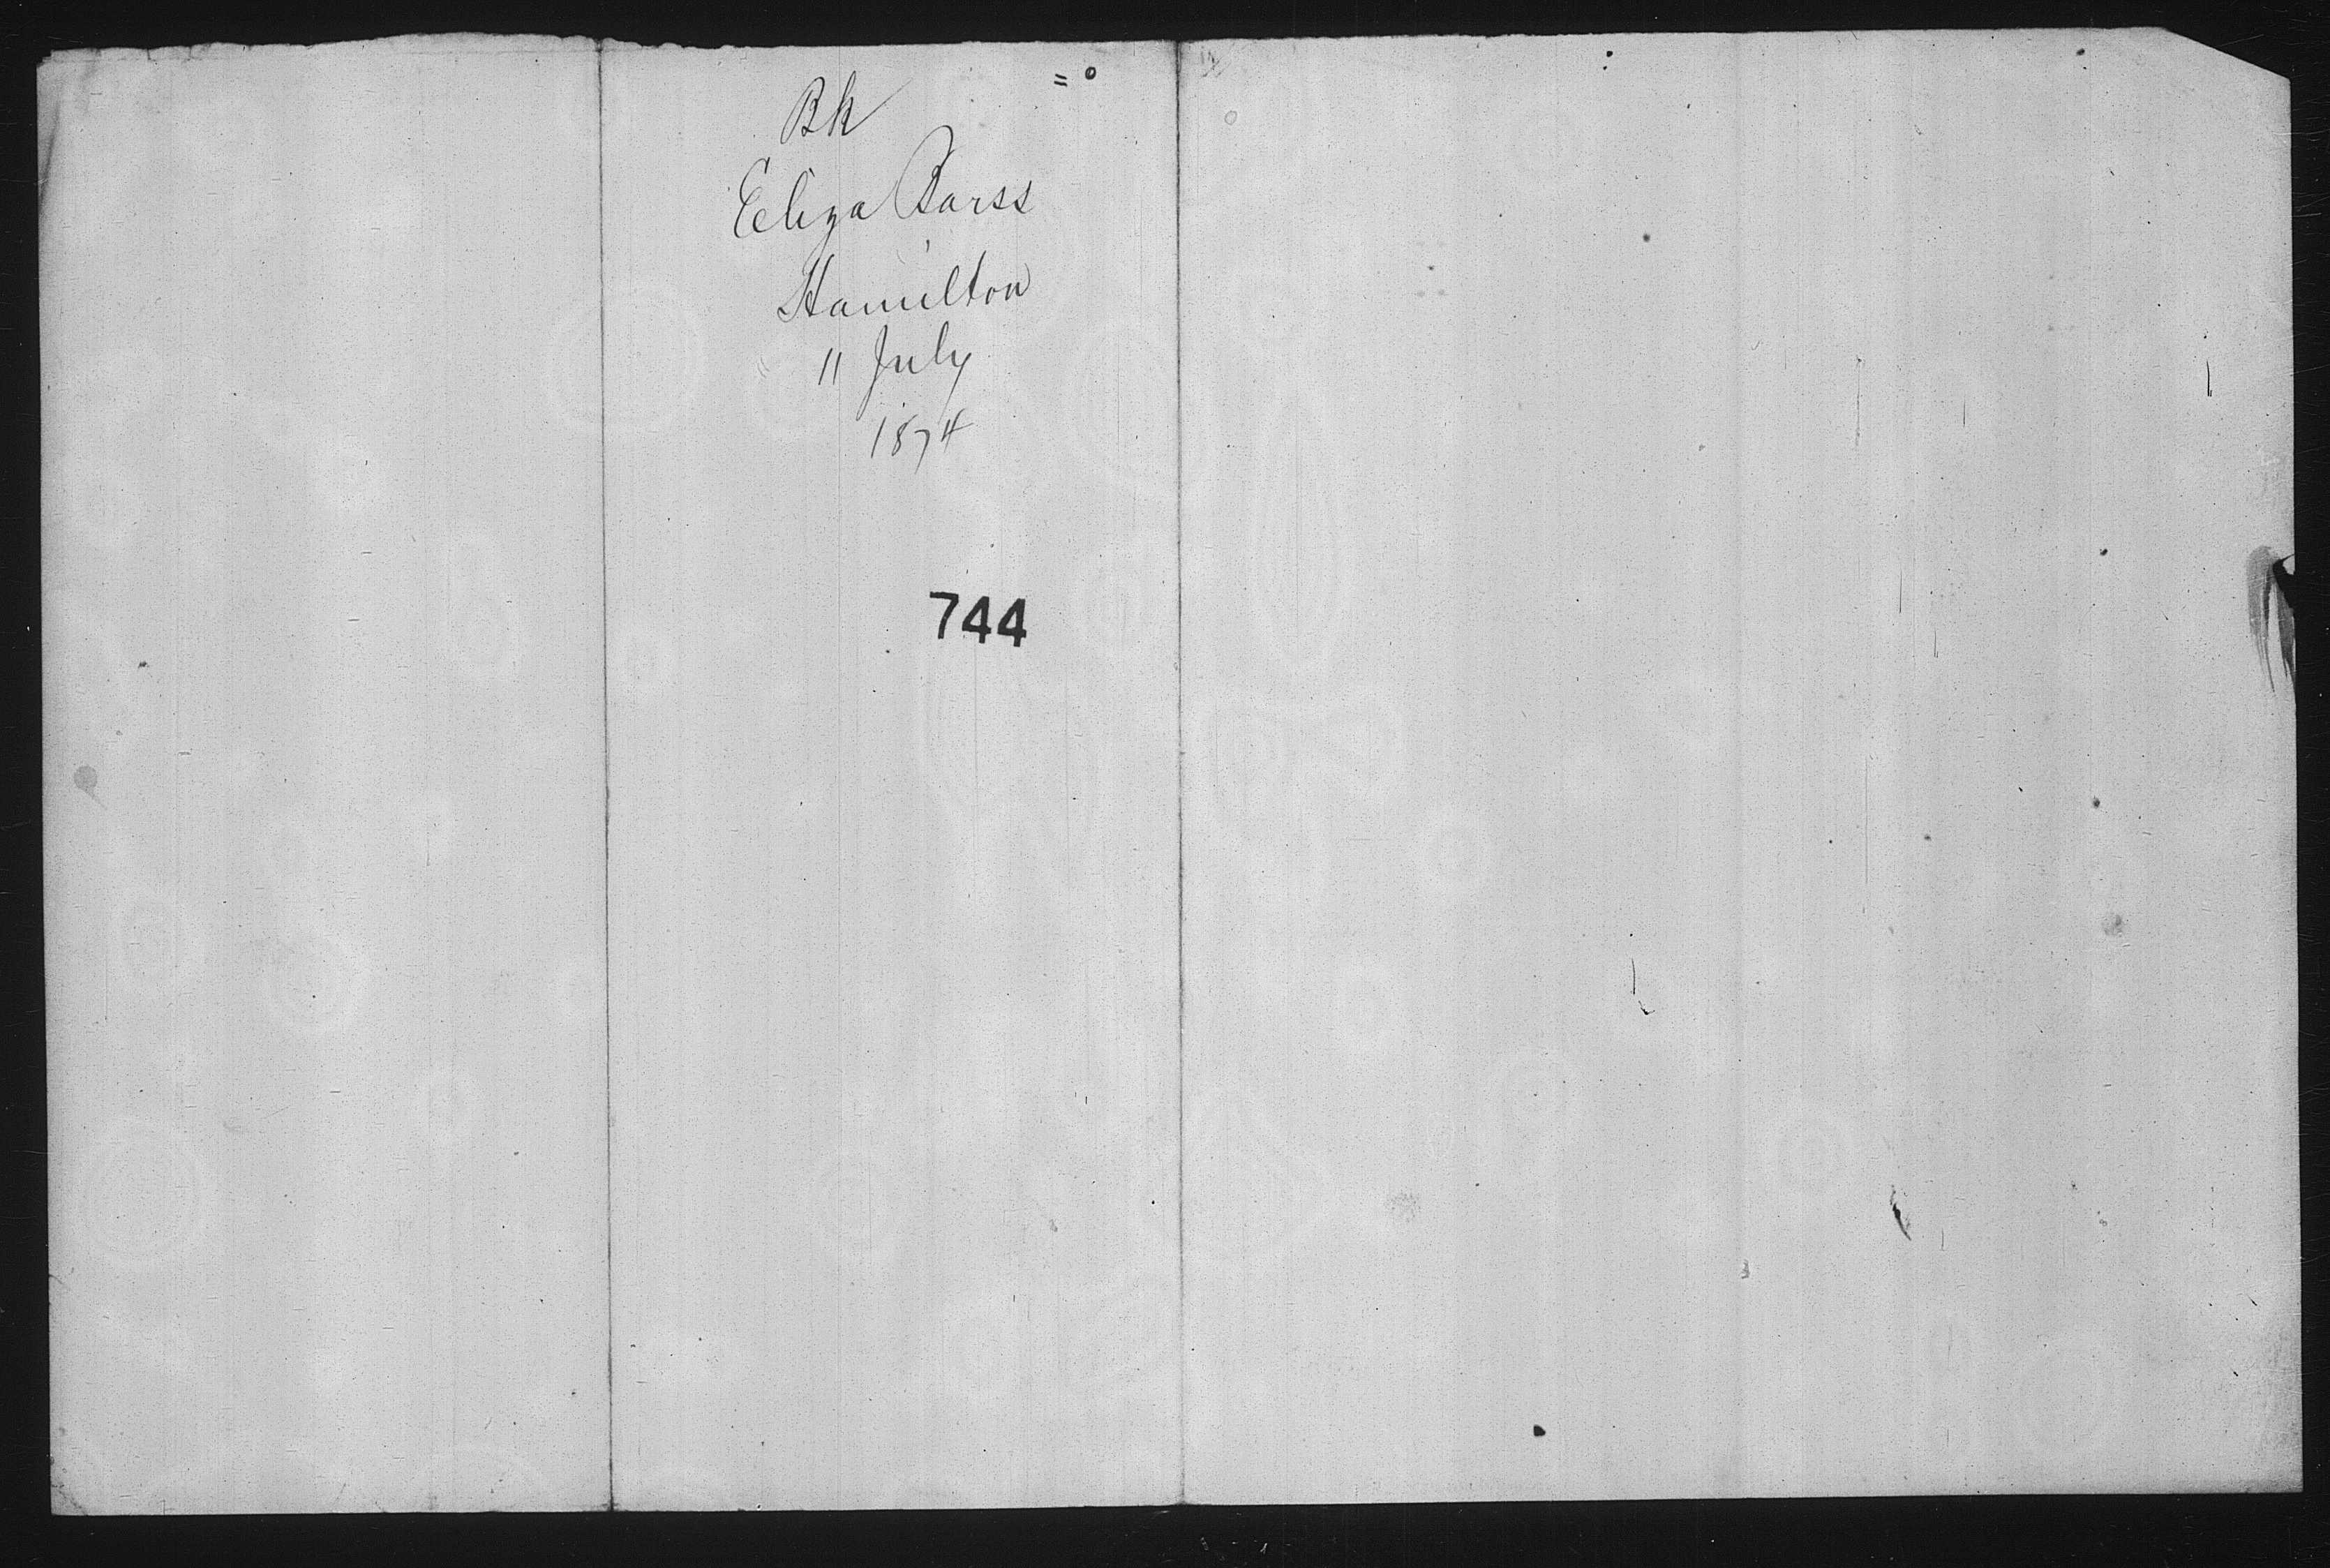 Bk
Eliza Barss
Hamilton
11 July
1874
744